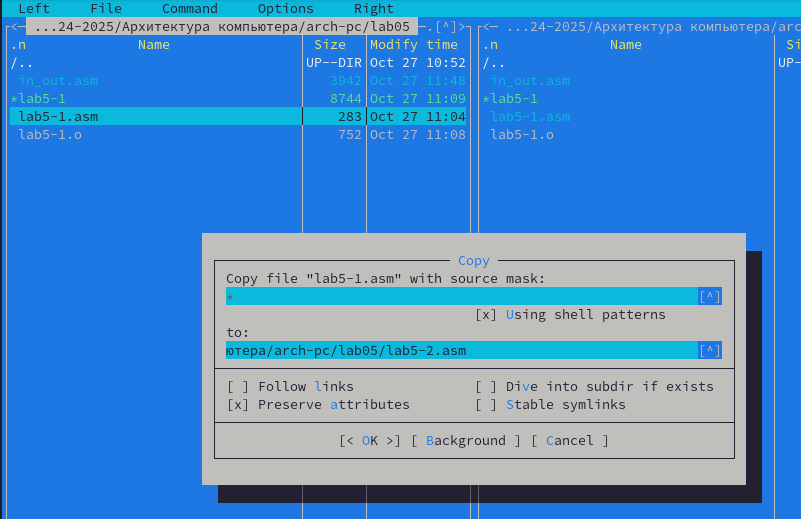 Left File Command Options Right
<─ ...24-2025/Архитектура компьютера/arch-pc/lab05 ─.[^]>
.n Name Size Modify time
/.. UP--DIR Oct 27 10:52
in_out.asm 3942 Oct 27 11:48
*lab5-1 8744 Oct 27 11:09
lab5-1.asm 283 Oct 27 11:04
lab5-1.o 752 Oct 27 11:08
<─ ...24-2025/Архитектура компьютера/arc
.n Name Si
/.. UP--
in_out.asm
*lab5-1
lab5-1.asm
lab5-1.o
Copy
Copy file "lab5-1.asm" with source mask:
* [^]
[x] Using shell patterns
to:
ютера/arch-pc/lab05/lab5-2.asm [^]
[ ] Follow links [ ] Dive into subdir if exists
[x] Preserve attributes [ ] Stable symlinks
[< OK >] [ Background ] [ Cancel ]